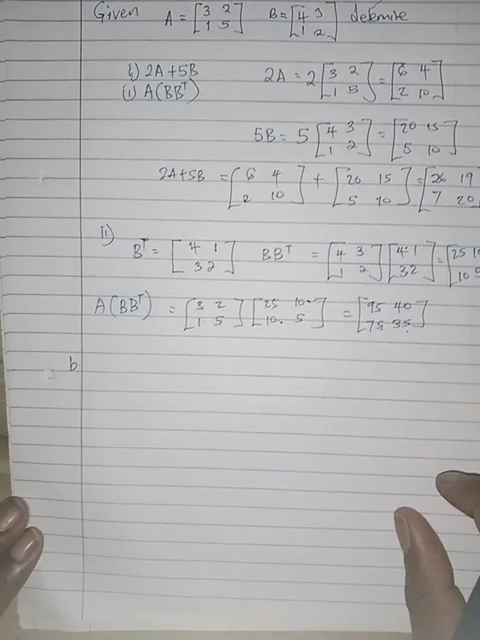 Given A = [3 2 B = [4 3 determine
1 5] 1 2]
i) 2A+5B 2A = 2 [3 2 = [6 4
ii) A(BBᵀ) 1 5] 2 10]
5B = 5 [4 3 = [20 15
1 2] 5 10]
2A+5B = [6 4 + [20 15 = [26 19
2 10] 5 10] 7 20
ii)
Bᵀ = [4 1 BBᵀ = [4 3 [4 1 = [25 10
3 2] 1 2] 3 2] 10 5
A(BBᵀ) = [3 2 [25 10 = [95 40
1 5] 10 5] 75 35]
b